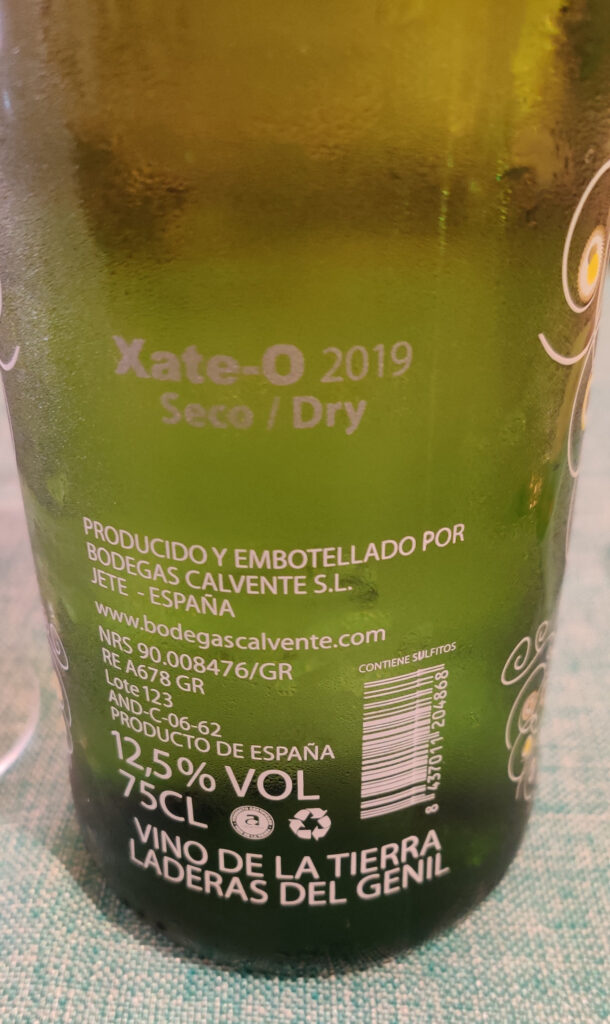 Xate-O 2019
Seco / Dry
PRODUCIDO Y EMBOTELLADO POR
BODEGAS CALVENTE S.L.
JETE - ESPAÑA
www.bodegascalvente.com
NRS 90.008476/GR
RE A678 GR
Lote 123
AND-C-06-62
PRODUCTO DE ESPAÑA
12,5% VOL
75CL
CONTIENE SULFITOS
8 437011 204868
VINO DE LA TIERRA
LADERAS DEL GENIL